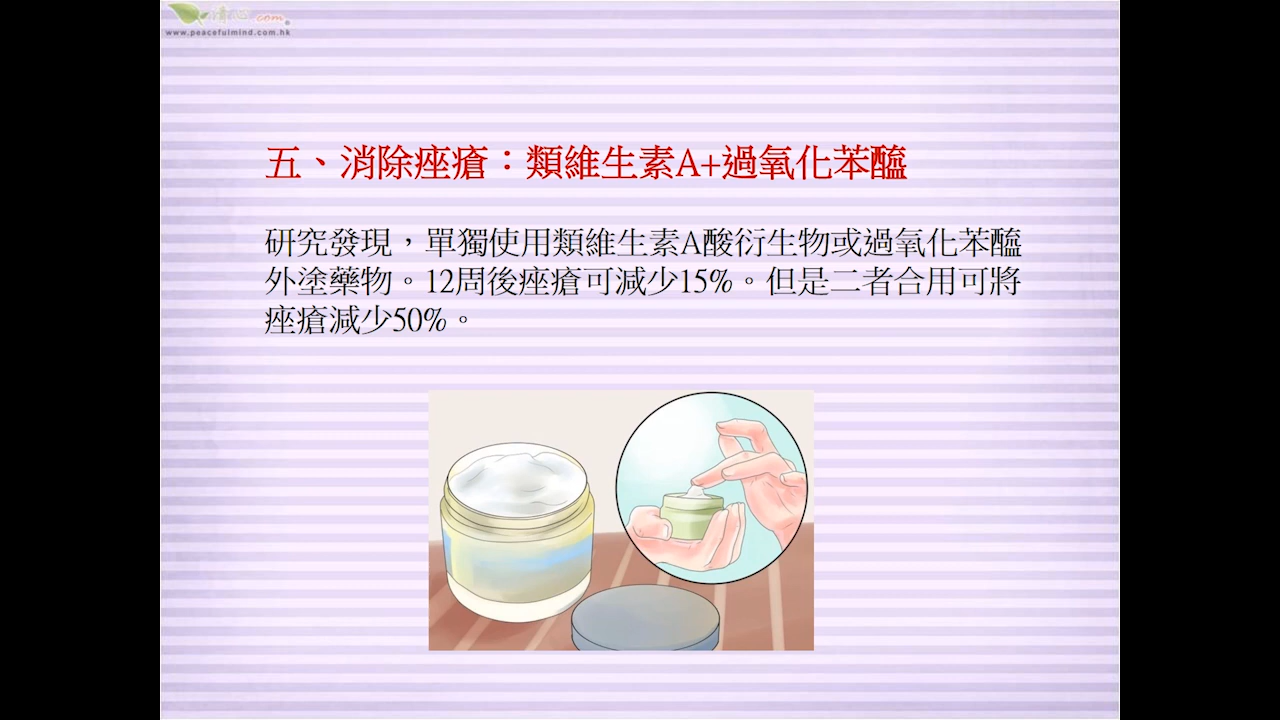 清心.com
www.peacefulmind.com.hk
五、消除痤瘡：類維生素A+過氧化苯醯
研究發現，單獨使用類維生素A酸衍生物或過氧化苯醯
外塗藥物。12周後痤瘡可減少15%。但是二者合用可將
痤瘡減少50%。